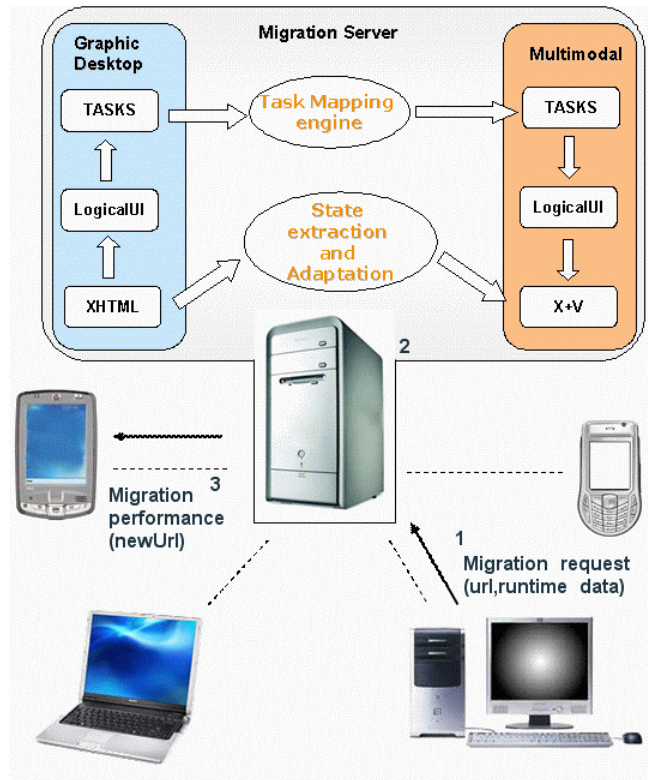 Migration Server
Graphic
Desktop
TASKS
LogicalUI
XHTML
Task Mapping
engine
State
extraction
and
Adaptation
Multimodal
TASKS
LogicalUI
X+V
2
3
Migration
performance
(newUrl)
1
Migration request
(url,runtime data)